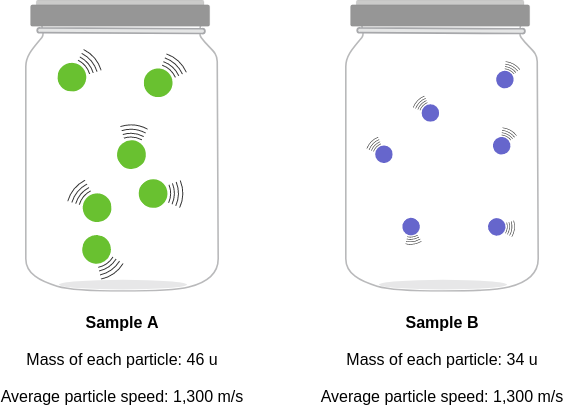 Sample A
Mass of each particle: 46 u
Average particle speed: 1,300 m/s
Sample B
Mass of each particle: 34 u
Average particle speed: 1,300 m/s